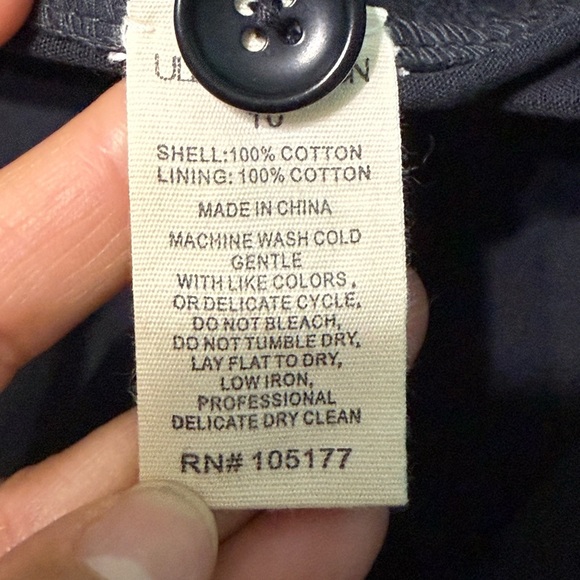 10
SHELL:100% COTTON
LINING: 100% COTTON
MADE IN CHINA
MACHINE WASH COLD
GENTLE
WITH LIKE COLORS,
OR DELICATE CYCLE,
DO NOT BLEACH,
DO NOT TUMBLE DRY,
LAY FLAT TO DRY,
LOW IRON,
PROFESSIONAL
DELICATE DRY CLEAN
RN# 105177